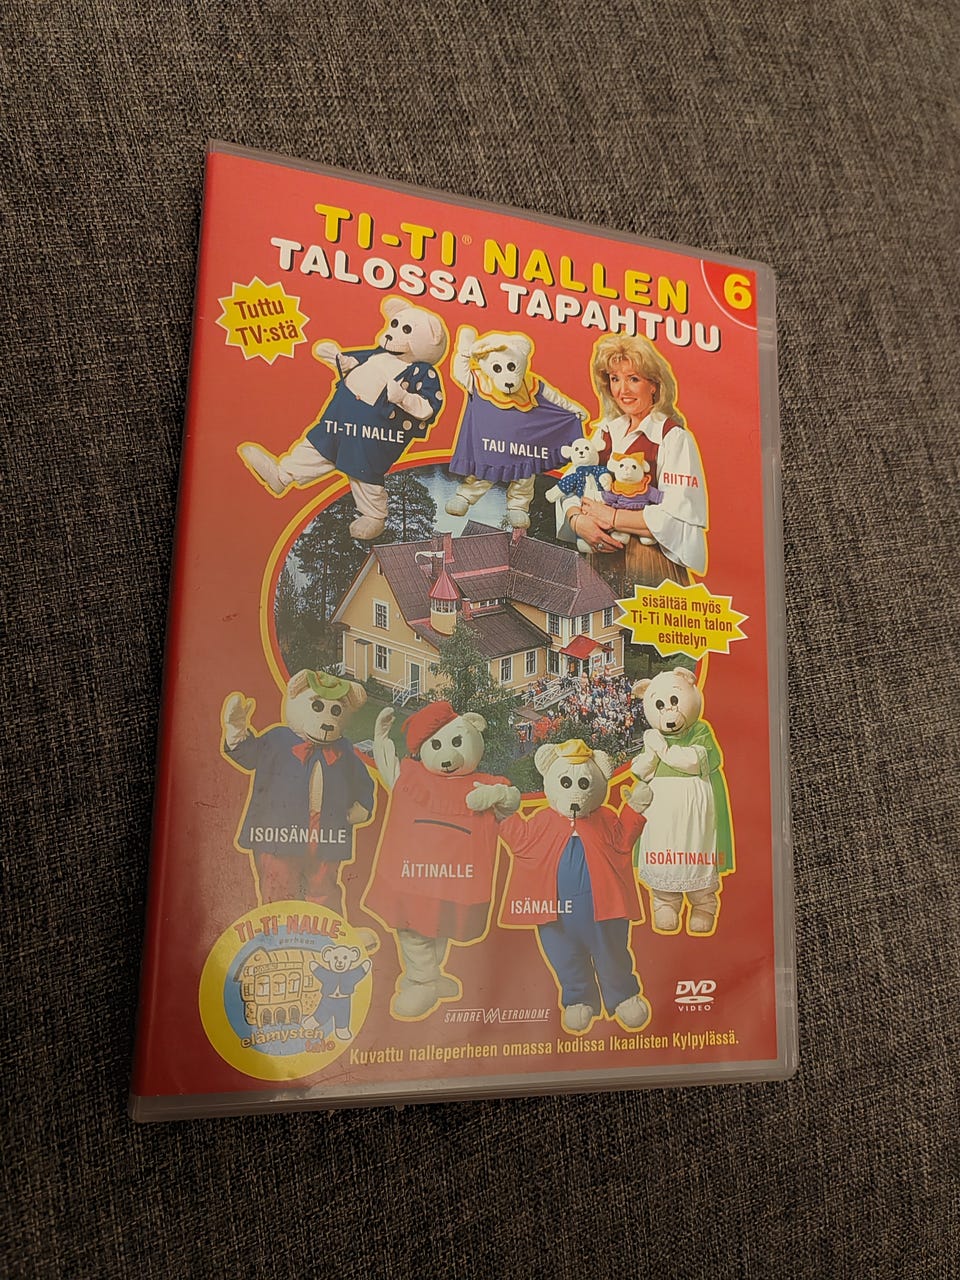 TI-TI® NALLEN
TALOSSA TAPAHTUU
6
Tuttu
TV:stä
TI-TI NALLE
TAU NALLE
RIITTA
sisältää myös
Ti-Ti Nallen talon
esittelyn
ISOISÄNALLE
ÄITINALLE
ISÄNALLE
ISOÄITINALLE
TI-TI NALLE-
perheen
elämysten
talo
SANDREW METRONOME
DVD
VIDEO
Kuvattu nalleperheen omassa kodissa Ikaalisten Kylpylässä.